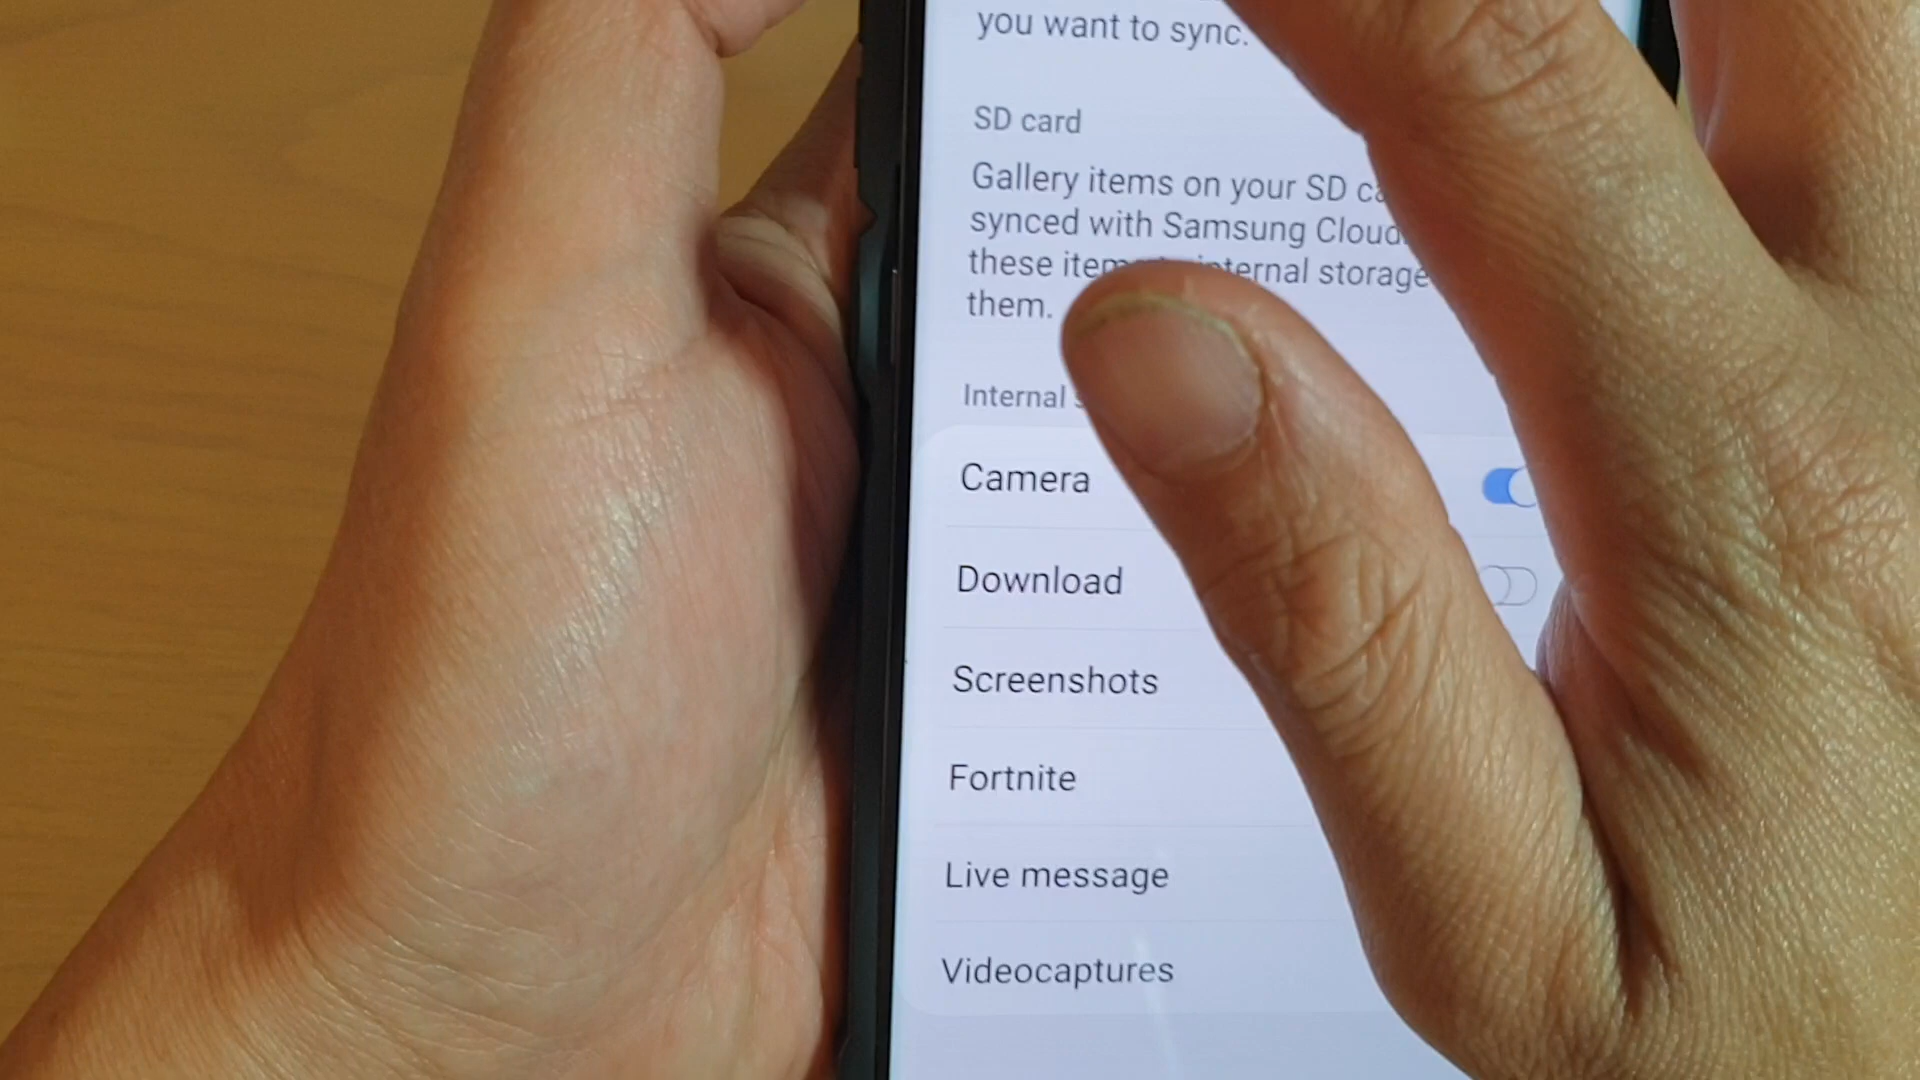 you want to sync.
SD card
Gallery items on your SD
synced with Samsung Cloud.
these internal storage
them.
Internal
Camera
Download
Screenshots
Fortnite
Live message
Videocaptures